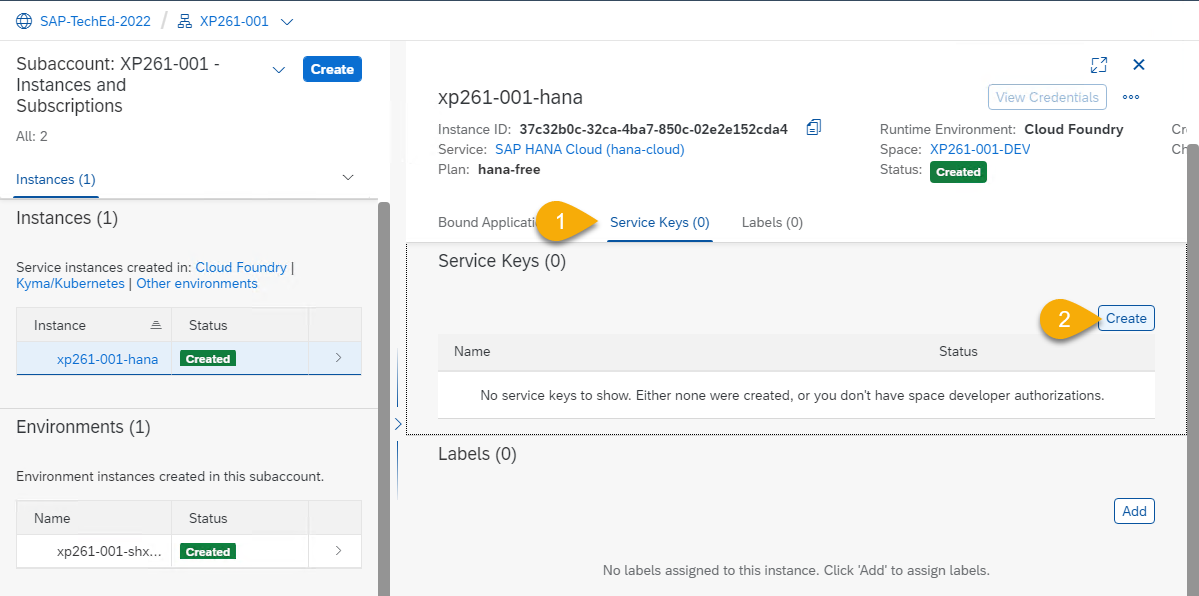 SAP-TechEd-2022 / XP261-001
Subaccount: XP261-001 -
Instances and
Subscriptions
Create
All: 2
Instances (1)
Instances (1)
Service instances created in: Cloud Foundry |
Kyma/Kubernetes | Other environments
Instance Status
xp261-001-hana Created
Environments (1)
Environment instances created in this subaccount.
Name Status
xp261-001-shx... Created
xp261-001-hana
View Credentials
Instance ID: 37c32b0c-32ca-4ba7-850c-02e2e152cda4
Service: SAP HANA Cloud (hana-cloud)
Plan: hana-free
Runtime Environment: Cloud Foundry
Space: XP261-001-DEV
Status: Created
Bound 1 Service Keys (0) Labels (0)
Service Keys (0)
2 Create
Name Status
No service keys to show. Either none were created, or you don't have space developer authorizations.
Labels (0)
Add
No labels assigned to this instance. Click 'Add' to assign labels.